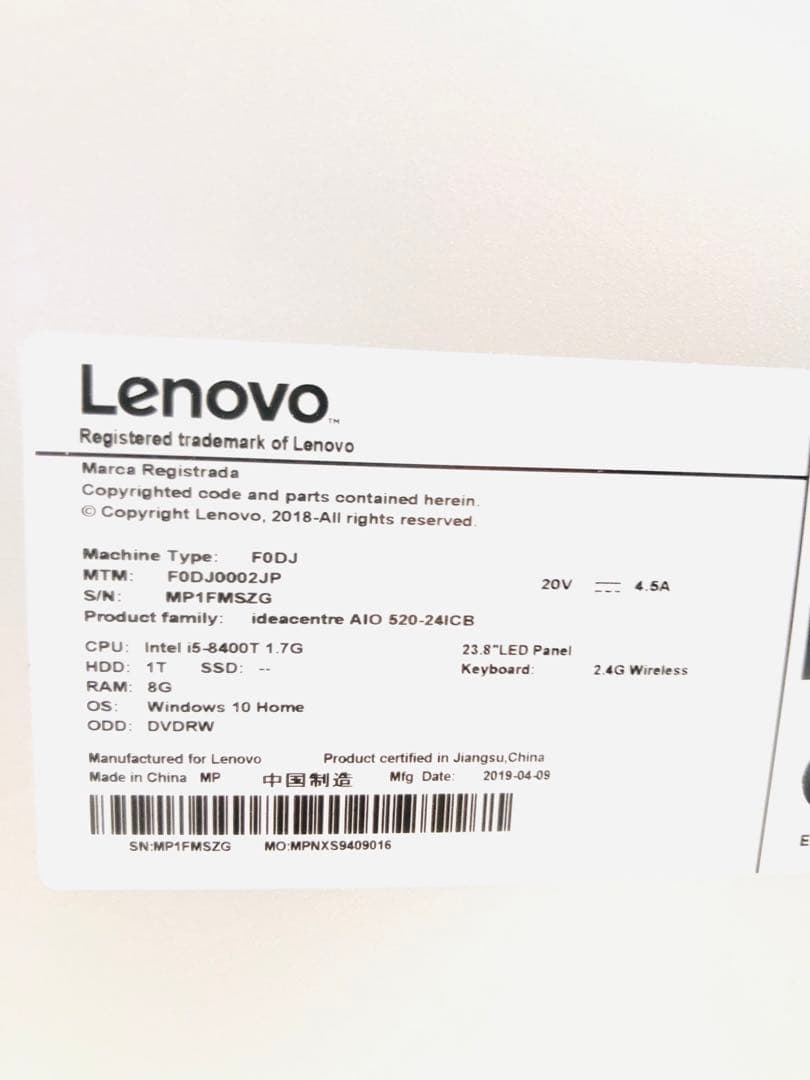 Lenovo™
Registered trademark of Lenovo
Marca Registrada
Copyrighted code and parts contained herein.
© Copyright Lenovo, 2018-All rights reserved.
Machine Type: F0DJ
MTM: F0DJ0002JP
20V ⎓ 4.5A
S/N: MP1FMSZG
Product family: ideacentre AIO 520-24ICB
CPU: Intel i5-8400T 1.7G 23.8"LED Panel
HDD: 1T SSD: -- Keyboard: 2.4G Wireless
RAM: 8G
OS: Windows 10 Home
ODD: DVDRW
Manufactured for Lenovo Product certified in Jiangsu,China
Made in China MP 中国制造 Mfg Date: 2019-04-09
SN:MP1FMSZG MO:MPNXS9409016